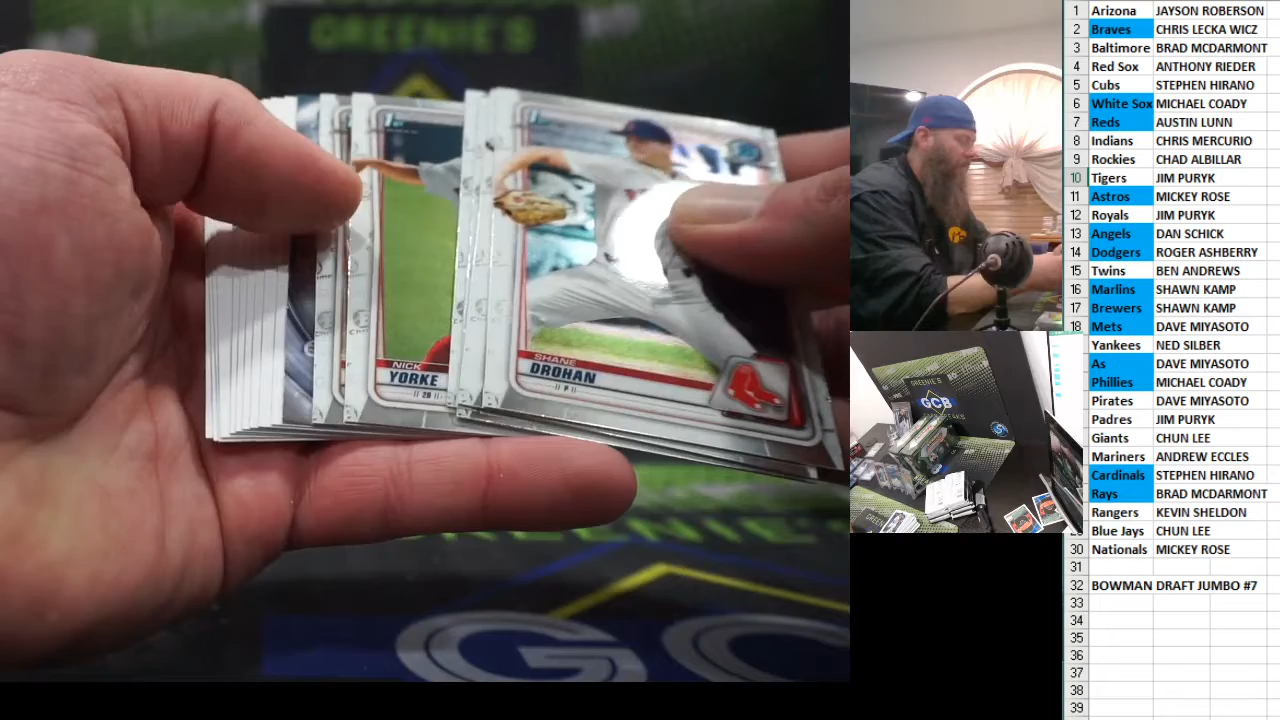 GREENIE'S
1st
1st
SHANE
DROHAN
P
NICK
YORKE
2B
GC
GREENIE'S
GCB
1 Arizona JAYSON ROBERSON
2 Braves CHRIS LECKA WICZ
3 Baltimore BRAD MCDARMONT
4 Red Sox ANTHONY RIEDER
5 Cubs STEPHEN HIRANO
6 White Sox MICHAEL COADY
7 Reds AUSTIN LUNN
8 Indians CHRIS MERCURIO
9 Rockies CHAD ALBILLAR
10 Tigers JIM PURYK
11 Astros MICKEY ROSE
12 Royals JIM PURYK
13 Angels DAN SCHICK
14 Dodgers ROGER ASHBERRY
15 Twins BEN ANDREWS
16 Marlins SHAWN KAMP
17 Brewers SHAWN KAMP
18 Mets DAVE MIYASOTO
Yankees NED SILBER
As DAVE MIYASOTO
Phillies MICHAEL COADY
Pirates DAVE MIYASOTO
Padres JIM PURYK
Giants CHUN LEE
Mariners ANDREW ECCLES
Cardinals STEPHEN HIRANO
Rays BRAD MCDARMONT
Rangers KEVIN SHELDON
Blue Jays CHUN LEE
30 Nationals MICKEY ROSE
31
32 BOWMAN DRAFT JUMBO #7
33
34
35
36
37
38
39